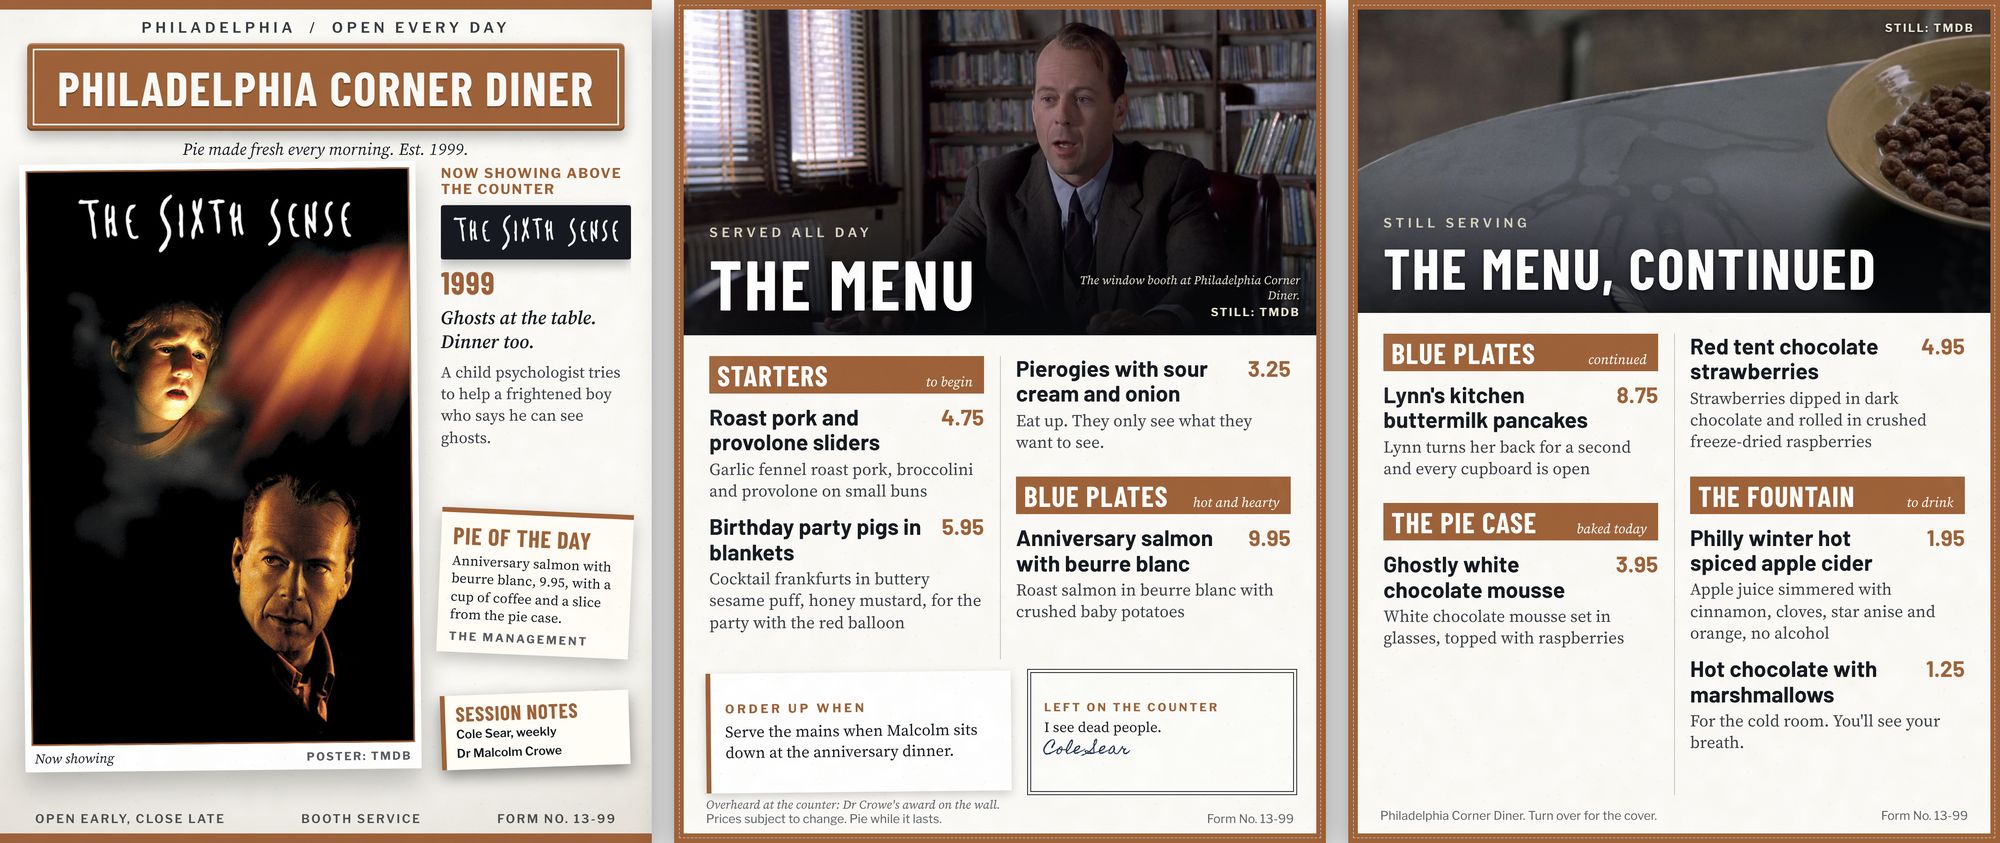 PHILADELPHIA / OPEN EVERY DAY
PHILADELPHIA CORNER DINER
Pie made fresh every morning. Est. 1999.
THE SIXTH SENSE
Now showing
POSTER: TMDB
NOW SHOWING ABOVE
THE COUNTER
THE SIXTH SENSE
1999
Ghosts at the table.
Dinner too.
A child psychologist tries
to help a frightened boy
who says he can see
ghosts.
PIE OF THE DAY
Anniversary salmon with
beurre blanc, 9.95, with a
cup of coffee and a slice
from the pie case.
THE MANAGEMENT
SESSION NOTES
Cole Sear, weekly
Dr Malcolm Crowe
OPEN EARLY, CLOSE LATE
BOOTH SERVICE
FORM NO. 13-99
SERVED ALL DAY
THE MENU
The window booth at Philadelphia Corner
Diner.
STILL: TMDB
STARTERS to begin
Roast pork and 4.75
provolone sliders
Garlic fennel roast pork, broccolini
and provolone on small buns
Birthday party pigs in 5.95
blankets
Cocktail frankfurts in buttery
sesame puff, honey mustard, for the
party with the red balloon
Pierogies with sour 3.25
cream and onion
Eat up. They only see what they
want to see.
BLUE PLATES hot and hearty
Anniversary salmon 9.95
with beurre blanc
Roast salmon in beurre blanc with
crushed baby potatoes
ORDER UP WHEN
Serve the mains when Malcolm sits
down at the anniversary dinner.
LEFT ON THE COUNTER
I see dead people.
Cole Sear
Overheard at the counter: Dr Crowe's award on the wall.
Prices subject to change. Pie while it lasts.
Form No. 13-99
STILL: TMDB
STILL SERVING
THE MENU, CONTINUED
BLUE PLATES continued
Lynn's kitchen 8.75
buttermilk pancakes
Lynn turns her back for a second
and every cupboard is open
THE PIE CASE baked today
Ghostly white 3.95
chocolate mousse
White chocolate mousse set in
glasses, topped with raspberries
Red tent chocolate 4.95
strawberries
Strawberries dipped in dark
chocolate and rolled in crushed
freeze-dried raspberries
THE FOUNTAIN to drink
Philly winter hot 1.95
spiced apple cider
Apple juice simmered with
cinnamon, cloves, star anise and
orange, no alcohol
Hot chocolate with 1.25
marshmallows
For the cold room. You'll see your
breath.
Philadelphia Corner Diner. Turn over for the cover.
Form No. 13-99